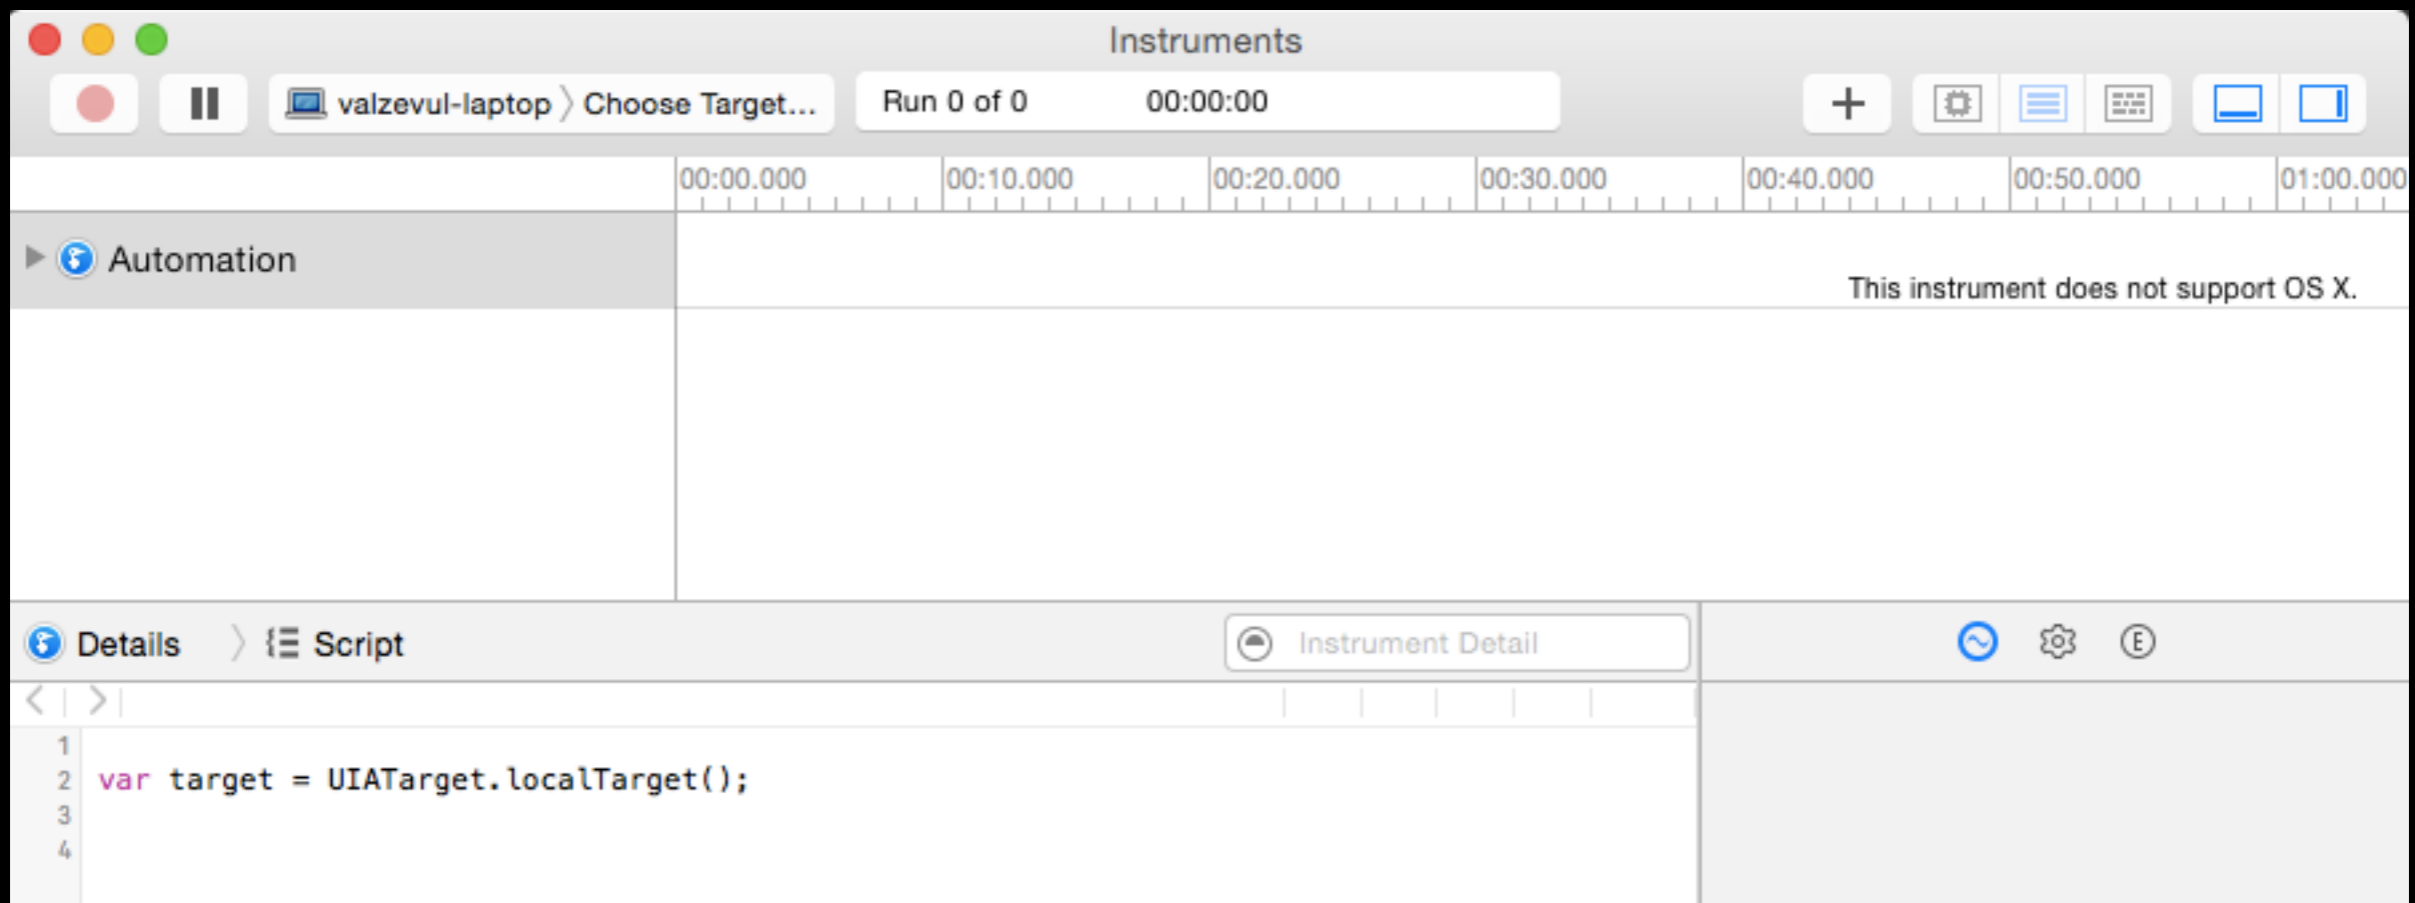 Instruments
valzevul-laptop 〉Choose Target...
Run 0 of 0 00:00:00
00:00.000 00:10.000 00:20.000 00:30.000 00:40.000 00:50.000 01:00.000
Automation
This instrument does not support OS X.
Details 〉 Script
Instrument Detail
E
1
2 var target = UIATarget.localTarget();
3
4